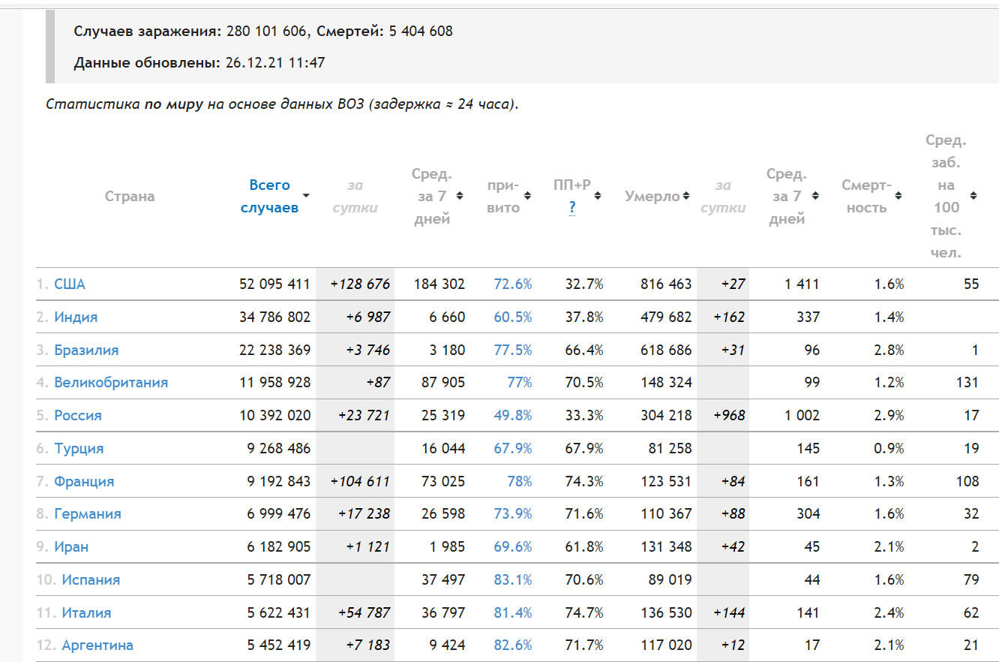 Случаев заражения: 280 101 606, Смертей: 5 404 608
Данные обновлены: 26.12.21 11:47
Статистика по миру на основе данных ВОЗ (задержка ≈ 24 часа).
Страна
Всего
случаев
за
сутки
Сред.
за 7
дней
при-
вито
ПП+Р
?
Умерло
за
сутки
Сред.
за 7
дней
Смерт-
ность
Сред.
заб.
на
100
тыс.
чел.
1. США 52 095 411 +128 676 184 302 72.6% 32.7% 816 463 +27 1 411 1.6% 55
2. Индия 34 786 802 +6 987 6 660 60.5% 37.8% 479 682 +162 337 1.4%
3. Бразилия 22 238 369 +3 746 3 180 77.5% 66.4% 618 686 +31 96 2.8% 1
4. Великобритания 11 958 928 +87 87 905 77% 70.5% 148 324 99 1.2% 131
5. Россия 10 392 020 +23 721 25 319 49.8% 33.3% 304 218 +968 1 002 2.9% 17
6. Турция 9 268 486 16 044 67.9% 67.9% 81 258 145 0.9% 19
7. Франция 9 192 843 +104 611 73 025 78% 74.3% 123 531 +84 161 1.3% 108
8. Германия 6 999 476 +17 238 26 598 73.9% 71.6% 110 367 +88 304 1.6% 32
9. Иран 6 182 905 +1 121 1 985 69.6% 61.8% 131 348 +42 45 2.1% 2
10. Испания 5 718 007 37 497 83.1% 70.6% 89 019 44 1.6% 79
11. Италия 5 622 431 +54 787 36 797 81.4% 74.7% 136 530 +144 141 2.4% 62
12. Аргентина 5 452 419 +7 183 9 424 82.6% 71.7% 117 020 +12 17 2.1% 21